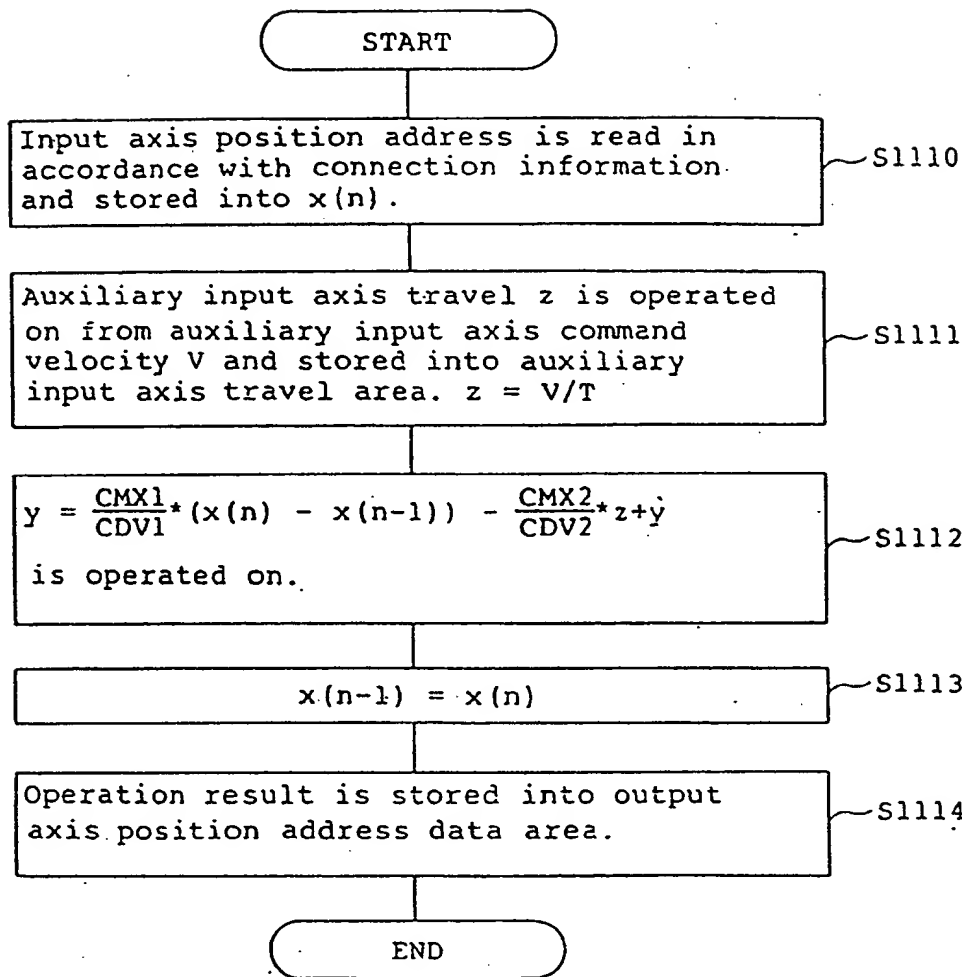 START
Input axis position address is read in
accordance with connection information
and stored into x(n).
S1110
Auxiliary input axis travel z is operated
on from auxiliary input axis command
velocity V and stored into auxiliary
input axis travel area. z = V/T
S1111
y = CMX1/CDV1*(x(n) - x(n-1)) - CMX2/CDV2*z+y
is operated on.
S1112
x(n-1) = x(n)
S1113
Operation result is stored into output
axis position address data area.
S1114
END